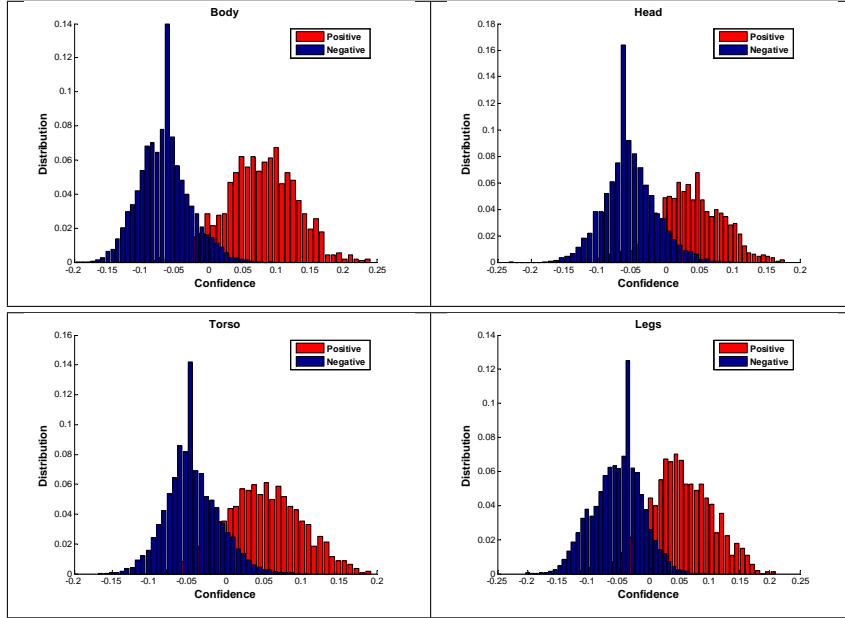 Body
0.14
0.12
0.1
0.08
0.06
0.04
0.02
0
-0.2 -0.15 -0.1 -0.05 0 0.05 0.1 0.15 0.2 0.25
Distribution
Confidence
Positive
Negative
Head
0.18
0.16
0.14
0.12
0.1
0.08
0.06
0.04
0.02
0
-0.25 -0.2 -0.15 -0.1 -0.05 0 0.05 0.1 0.15 0.2
Distribution
Confidence
Positive
Negative
Torso
0.16
0.14
0.12
0.1
0.08
0.06
0.04
0.02
0
-0.2 -0.15 -0.1 -0.05 0 0.05 0.1 0.15 0.2
Distribution
Confidence
Positive
Negative
Legs
0.14
0.12
0.1
0.08
0.06
0.04
0.02
0
-0.25 -0.2 -0.15 -0.1 -0.05 0 0.05 0.1 0.15 0.2 0.25
Distribution
Confidence
Positive
Negative